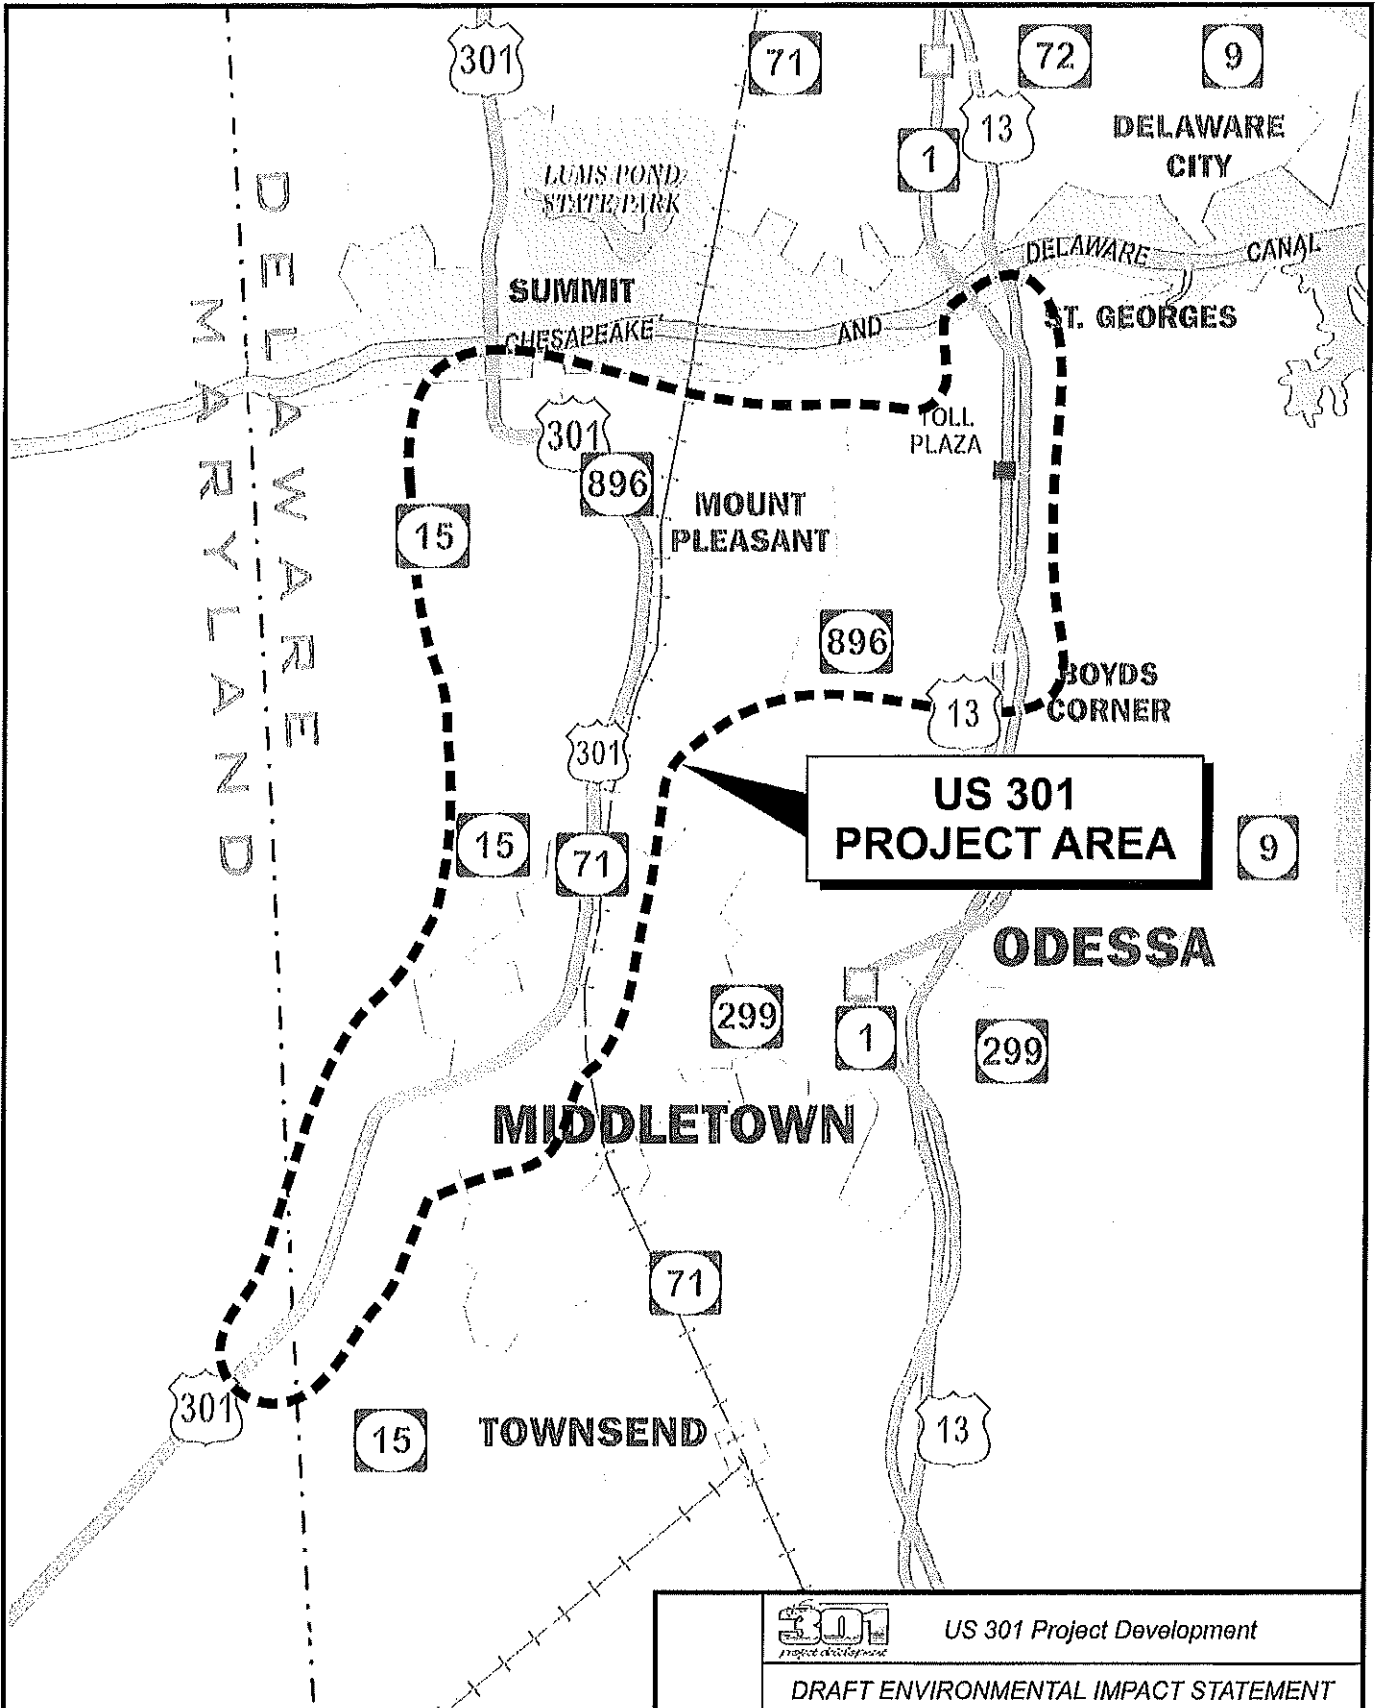 301
71
72
9
13
1
DELAWARE
CITY
LUMS POND
STATE PARK
DELAWARE
MARYLAND
SUMMIT
CHESAPEAKE
AND
DELAWARE
CANAL
ST. GEORGES
TOLL
PLAZA
301
896
15
MOUNT
PLEASANT
896
BOYDS
CORNER
13
301
US 301
PROJECT AREA
15
71
9
ODESSA
299
1
299
MIDDLETOWN
71
301
15
TOWNSEND
13
301
project development
US 301 Project Development
DRAFT ENVIRONMENTAL IMPACT STATEMENT